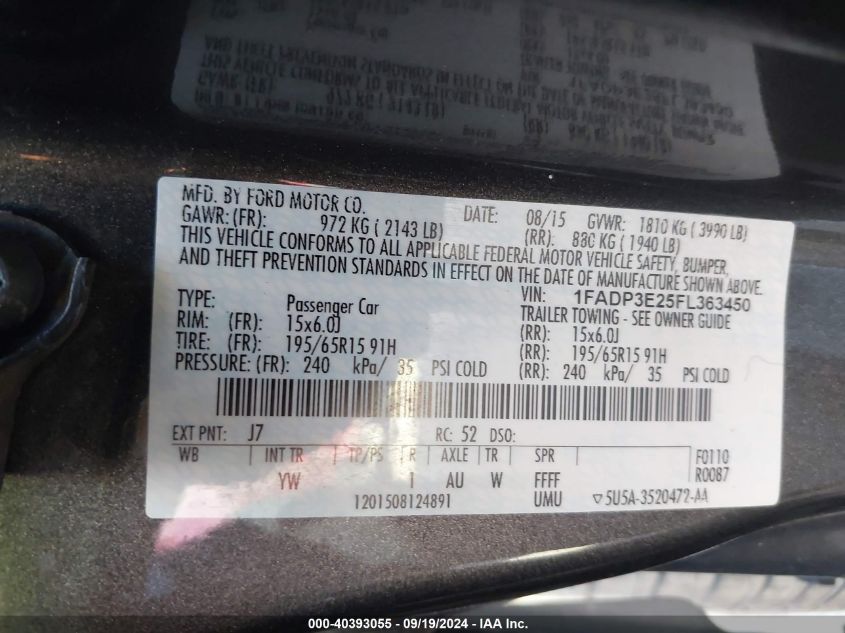 MFD. BY FORD MOTOR CO.
DATE: 08/15 GVWR: 1810 KG ( 3990 LB)
GAWR: (FR): 972 KG ( 2143 LB) (RR): 880 KG ( 1940 LB)
THIS VEHICLE CONFORMS TO ALL APPLICABLE FEDERAL MOTOR VEHICLE SAFETY, BUMPER,
AND THEFT PREVENTION STANDARDS IN EFFECT ON THE DATE OF MANUFACTURE SHOWN ABOVE.
VIN: 1FADP3E25FL363450
TYPE: Passenger Car TRAILER TOWING - SEE OWNER GUIDE
RIM: (FR): 15x6.0J (RR): 15x6.0J
TIRE: (FR): 195/65R15 91H (RR): 195/65R15 91H
PRESSURE: (FR): 240 kPa/ 35 PSI COLD (RR): 240 kPa/ 35 PSI COLD
EXT PNT: J7 RC: 52 DSO:
WB INT TR TP/PS R AXLE TR SPR F0110
YW 1 AU W FFFF R0087
1201508124891 UMU 5U5A-3520472-AA
000-40393055 - 09/19/2024 - IAA Inc.